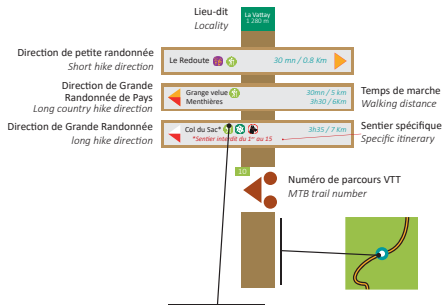 Lieu-dit
Locality
La Vattay
1 280 m
Direction de petite randonnée
Short hike direction
Le Redoute
30 mn / 0.8 Km
Direction de Grande
Randonnée de Pays
Long country hike direction
Grange velue
30mn / 5 km
Menthières
3h30 / 6Km
Temps de marche
Walking distance
Direction de Grande Randonnée
long hike direction
Col du Sac*
3h35 / 7 Km
*Sentier interdit du 1er au 15
Sentier spécifique
Specific itinerary
10
Numéro de parcours VTT
MTB trail number